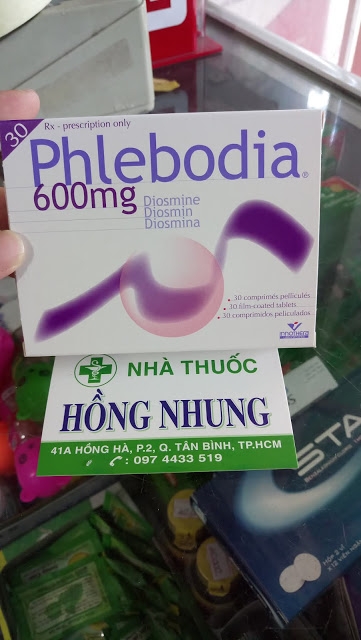 30
Rx - prescription only
Phlebodia®
600mg
Diosmine
Diosmin
Diosmina
. 30 comprimés pelliculés
. 30 film-coated tablets
. 30 comprimidos peliculados
INNOTHERA
NHÀ THUỐC
HỒNG NHUNG
41A HỒNG HÀ, P.2, Q. TÂN BÌNH, TP.HCM
: 097 4433 519
STA